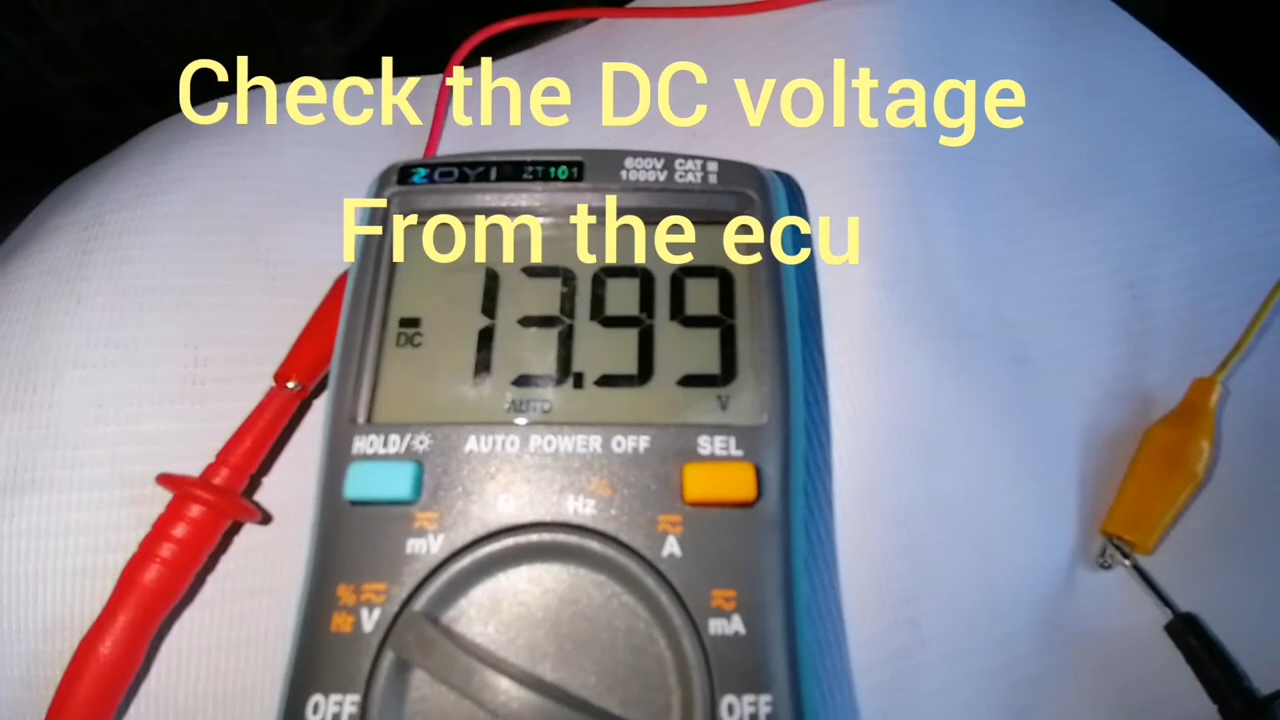 Check the DC voltage
ZOYI ZT101
600V CAT III
1000V CAT II
From the ecu
13.99
DC
AUTO
V
HOLD/
AUTO POWER OFF
SEL
Ω
Hz %
mV
A
% Hz V
mA
OFF
OFF